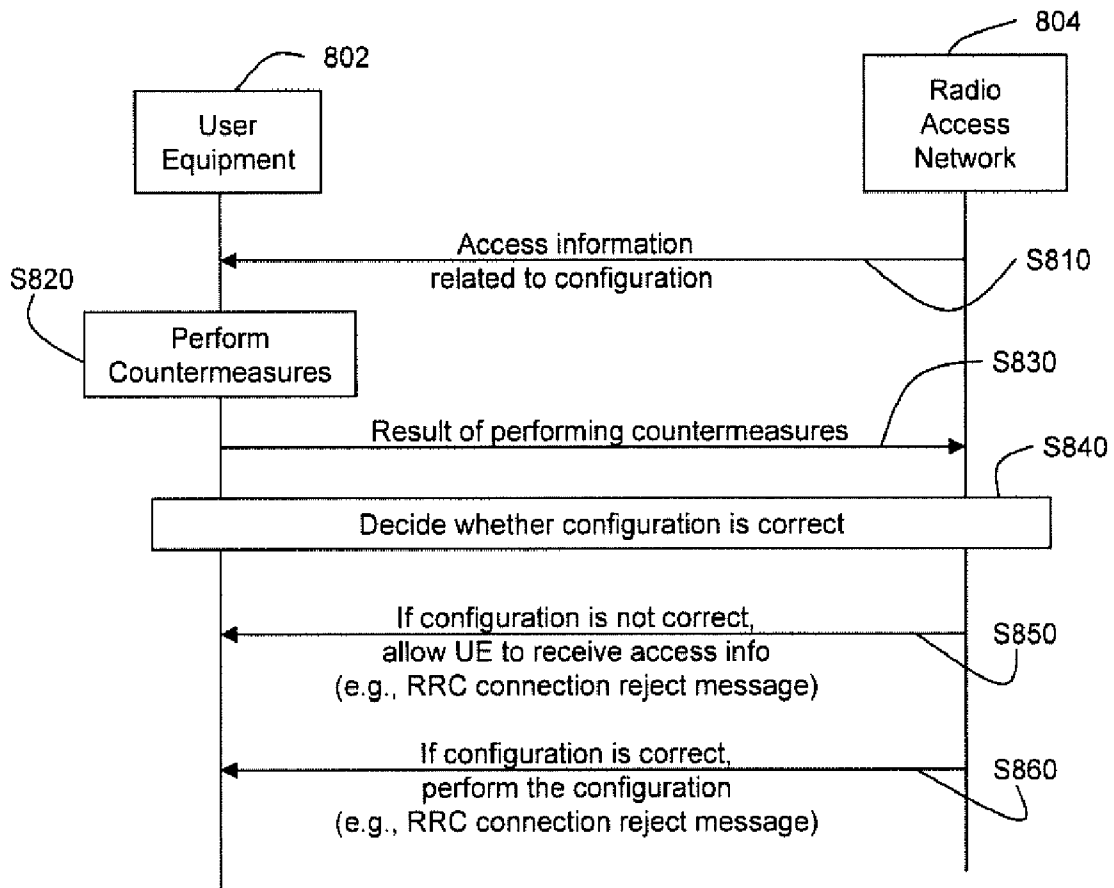 802
804
User
Equipment
Radio
Access
Network
Access information
related to configuration
S810
S820
Perform
Countermeasures
S830
Result of performing countermeasures
S840
Decide whether configuration is correct
If configuration is not correct,
allow UE to receive access info
(e.g., RRC connection reject message)
S850
If configuration is correct,
perform the configuration
(e.g., RRC connection reject message)
S860